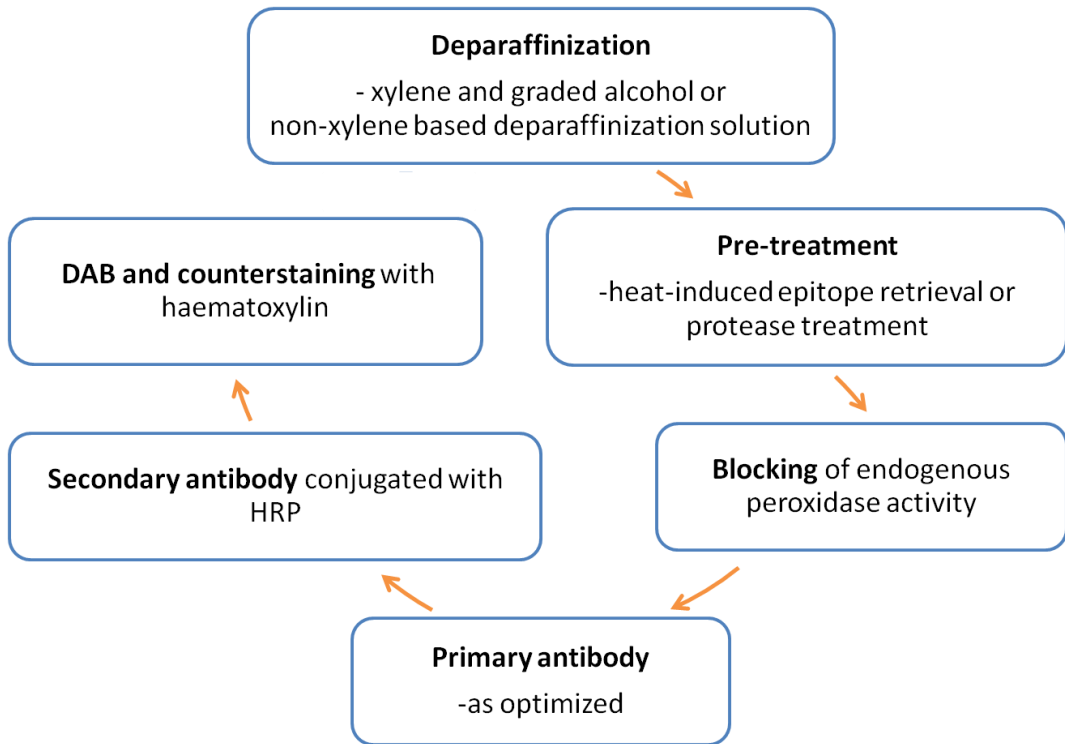 Deparaffinization
- xylene and graded alcohol or
non-xylene based deparaffinization solution
Pre-treatment
-heat-induced epitope retrieval or
protease treatment
Blocking of endogenous
peroxidase activity
Primary antibody
-as optimized
Secondary antibody conjugated with
HRP
DAB and counterstaining with
haematoxylin